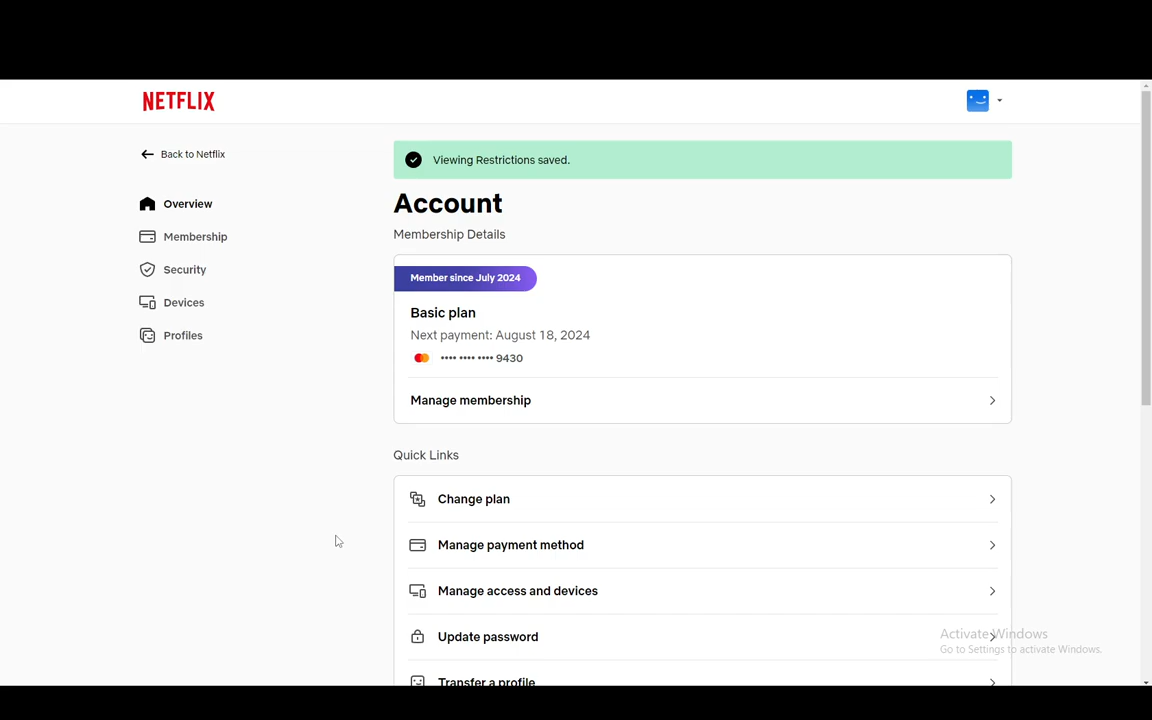 NETFLIX
Back to Netflix
Overview
Membership
Security
Devices
Profiles
Viewing Restrictions saved.
Account
Membership Details
Member since July 2024
Basic plan
Next payment: August 18, 2024
•••• •••• •••• 9430
Manage membership
Quick Links
Change plan
Manage payment method
Manage access and devices
Update password
Transfer a profile
Activate Windows
Go to Settings to activate Windows.